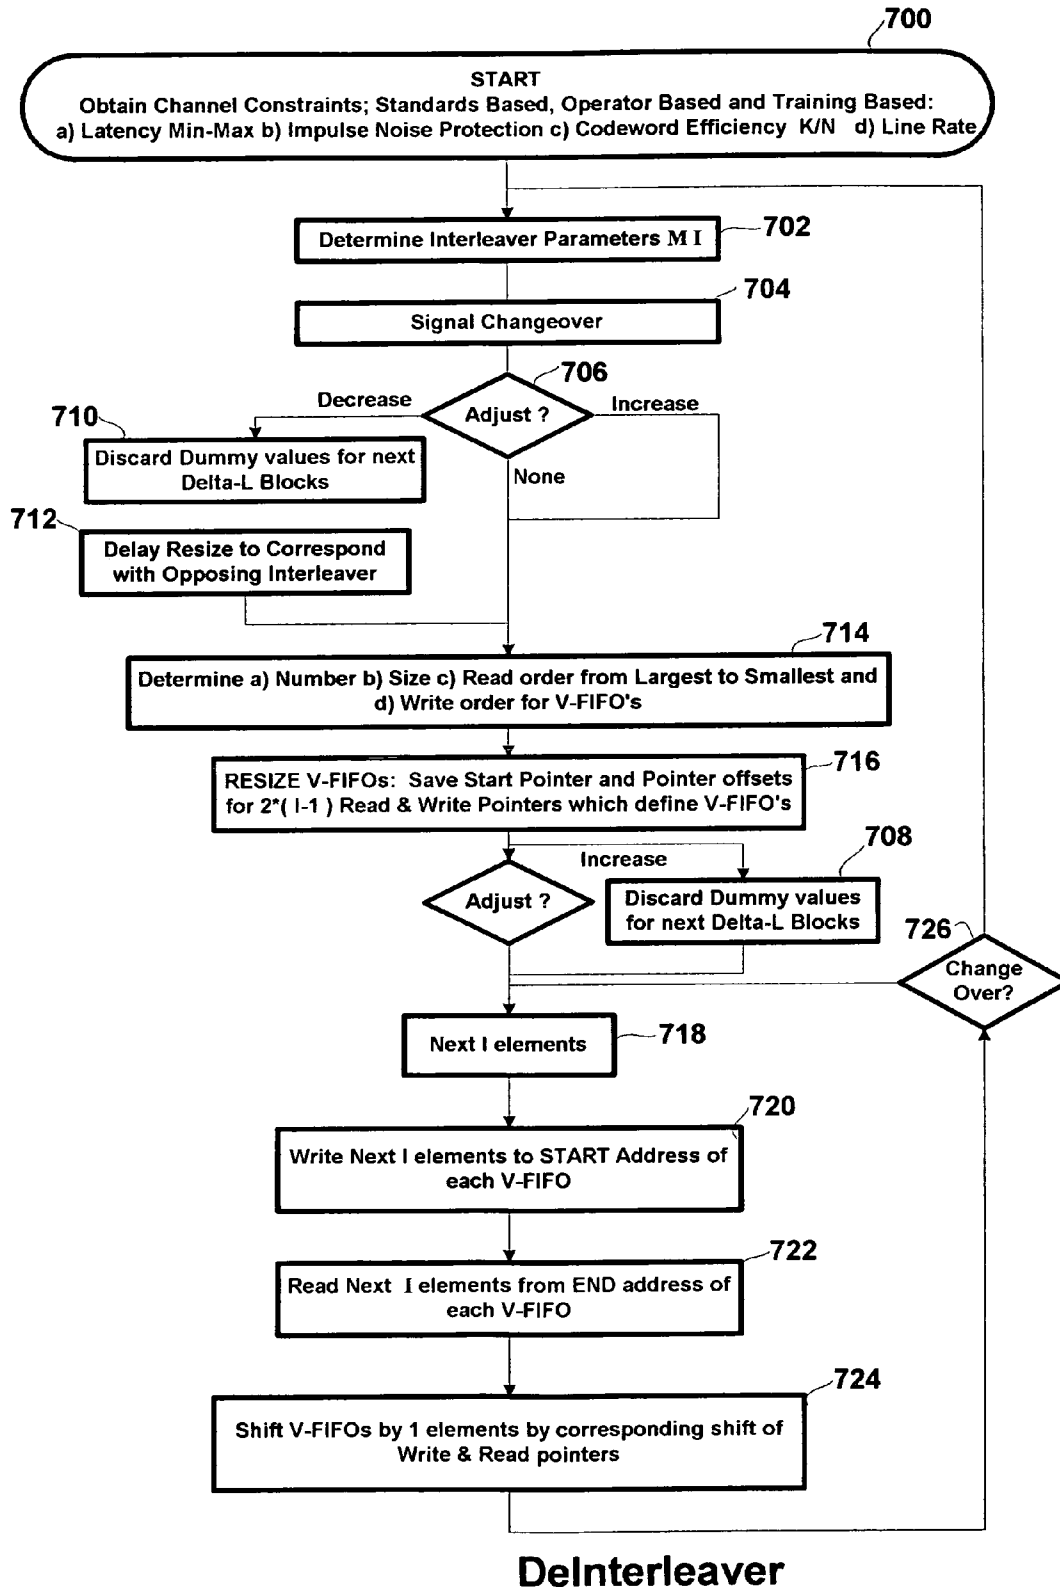 700
START
Obtain Channel Constraints; Standards Based, Operator Based and Training Based:
a) Latency Min-Max b) Impulse Noise Protection c) Codeword Efficiency K/N d) Line Rate
Determine Interleaver Parameters M I
702
704
Signal Changeover
706
Decrease
Adjust ?
Increase
710
Discard Dummy values for next
Delta-L Blocks
None
712
Delay Resize to Correspond
with Opposing Interleaver
714
Determine a) Number b) Size c) Read order from Largest to Smallest and
d) Write order for V-FIFO's
716
RESIZE V-FIFOs: Save Start Pointer and Pointer offsets
for 2*( I-1 ) Read & Write Pointers which define V-FIFO's
708
Increase
Adjust ?
Discard Dummy values
for next Delta-L Blocks
726
Change
Over?
Next I elements
718
720
Write Next I elements to START Address of
each V-FIFO
722
Read Next I elements from END address of
each V-FIFO
724
Shift V-FIFOs by 1 elements by corresponding shift of
Write & Read pointers
DeInterleaver